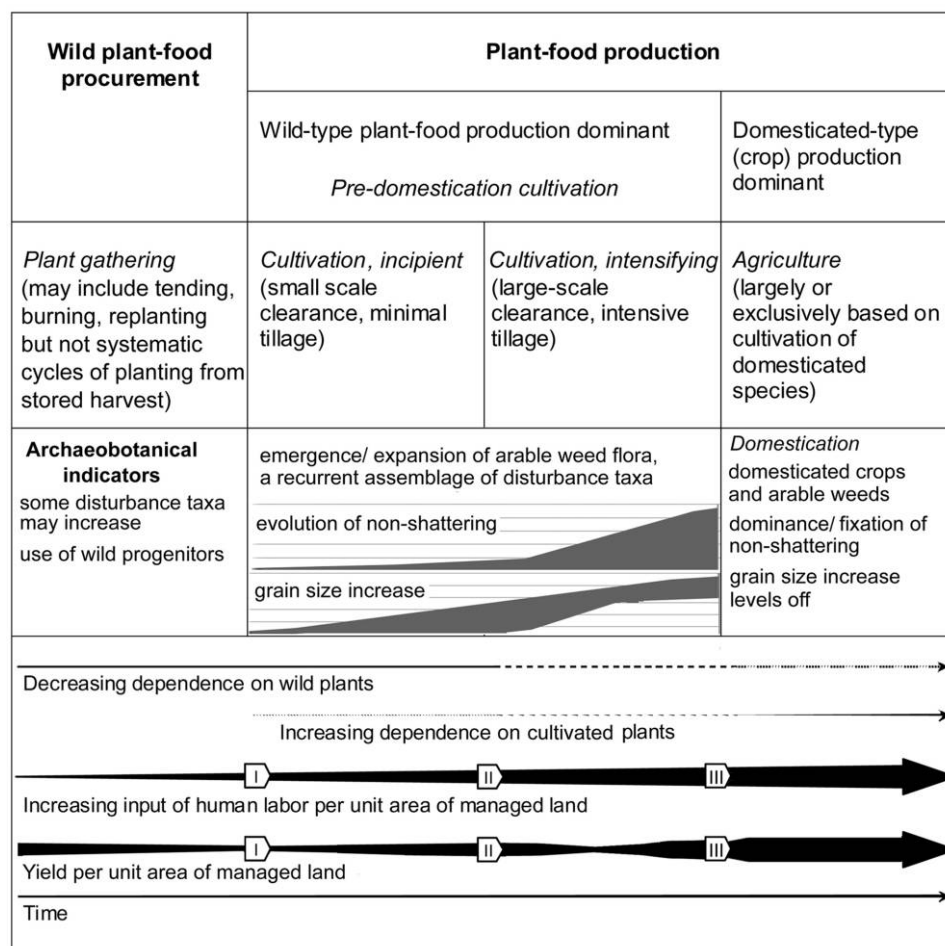 Wild plant-food
procurement
Plant-food production
Wild-type plant-food production dominant
Pre-domestication cultivation
Domesticated-type
(crop) production
dominant
Plant gathering
(may include tending,
burning, replanting
but not systematic
cycles of planting from
stored harvest)
Cultivation, incipient
(small scale
clearance, minimal
tillage)
Cultivation, intensifying
(large-scale
clearance, intensive
tillage)
Agriculture
(largely or
exclusively based on
cultivation of
domesticated
species)
Archaeobotanical
indicators
some disturbance taxa
may increase
use of wild progenitors
emergence/ expansion of arable weed flora,
a recurrent assemblage of disturbance taxa
evolution of non-shattering
grain size increase
Domestication
domesticated crops
and arable weeds
dominance/ fixation of
non-shattering
grain size increase
levels off
Decreasing dependence on wild plants
Increasing dependence on cultivated plants
I II III
Increasing input of human labor per unit area of managed land
I II III
Yield per unit area of managed land
Time